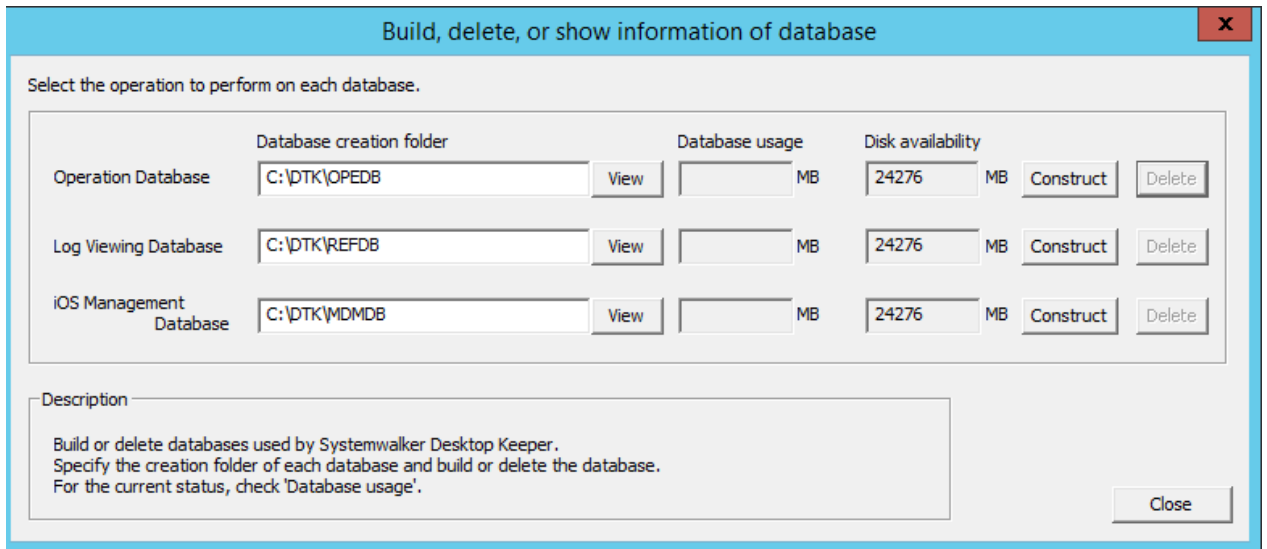 Build, delete, or show information of database
x
Select the operation to perform on each database.
Database creation folder Database usage Disk availability
Operation Database C:\DTK\OPEDB View MB 24276 MB Construct Delete
Log Viewing Database C:\DTK\REFDB View MB 24276 MB Construct Delete
iOS Management
Database C:\DTK\MDMDB View MB 24276 MB Construct Delete
Description
Build or delete databases used by Systemwalker Desktop Keeper.
Specify the creation folder of each database and build or delete the database.
For the current status, check 'Database usage'.
Close